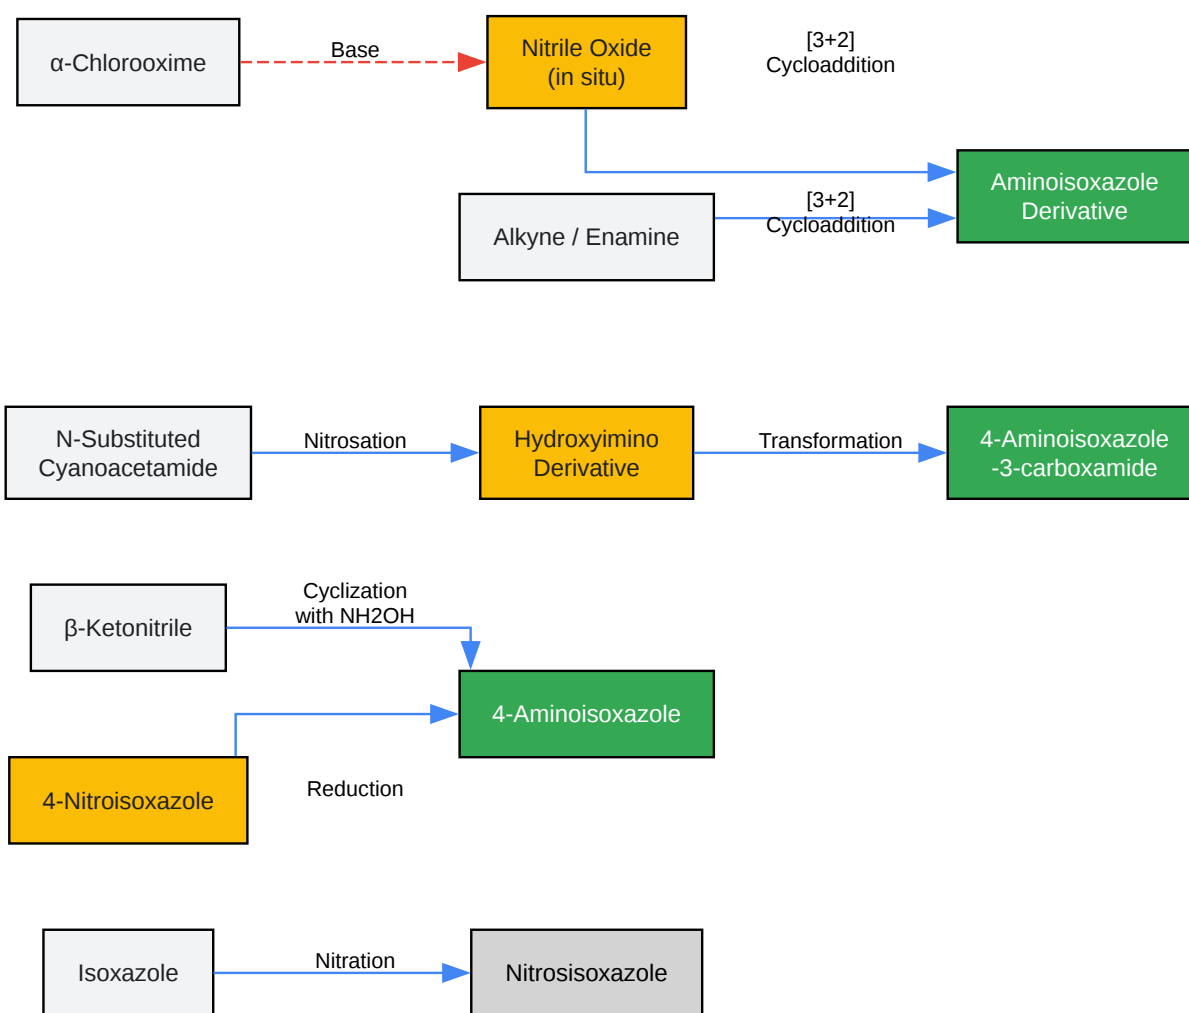 α-Chlorooxime
Base
Nitrile Oxide
(in situ)
[3+2]
Cycloaddition
Aminoisoxazole
Derivative
Alkyne / Enamine
[3+2]
Cycloaddition
N-Substituted
Cyanoacetamide
Nitrosation
Hydroxyimino
Derivative
Transformation
4-Aminoisoxazole
-3-carboxamide
β-Ketonitrile
Cyclization
with NH2OH
4-Aminoisoxazole
4-Nitroisoxazole
Reduction
Isoxazole
Nitration
Nitrosisoxazole